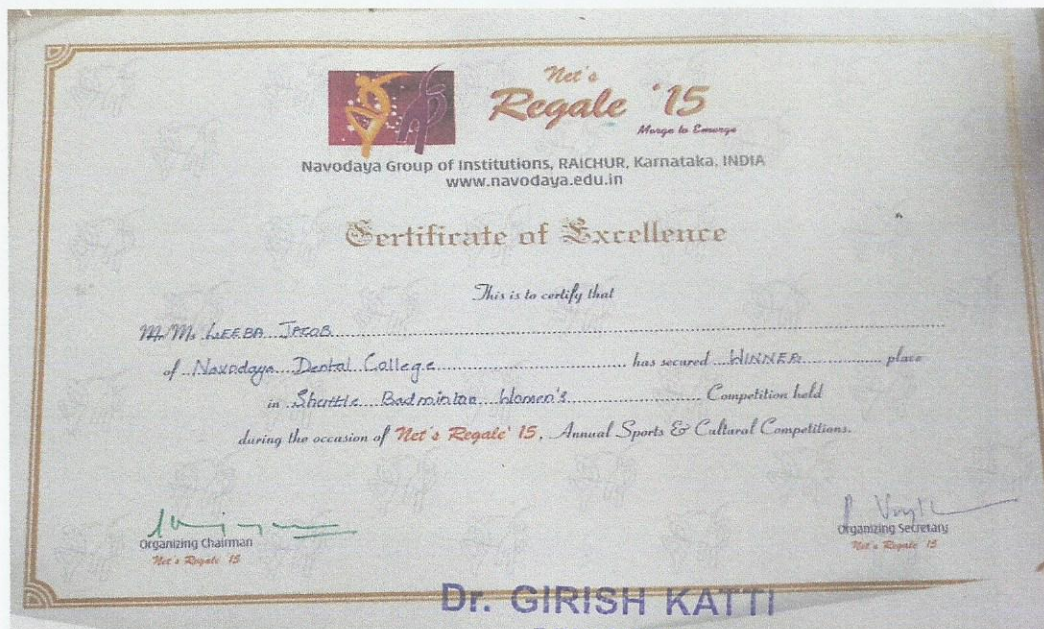 Net's
Regale '15
Merge to Emerge
Navodaya Group of Institutions, RAICHUR, Karnataka, INDIA
www.navodaya.edu.in
Certificate of Excellence
This is to certify that
Mr/Ms LEEBA JACOB
of Navodaya Dental College has secured WINNER place
in Shuttle Badminton Women's Competition held
during the occasion of Net's Regale' 15, Annual Sports & Cultural Competitions.
Organizing Chairman
Net's Regale '15
Organizing Secretary
Net's Regale '15
Dr. GIRISH KATTI